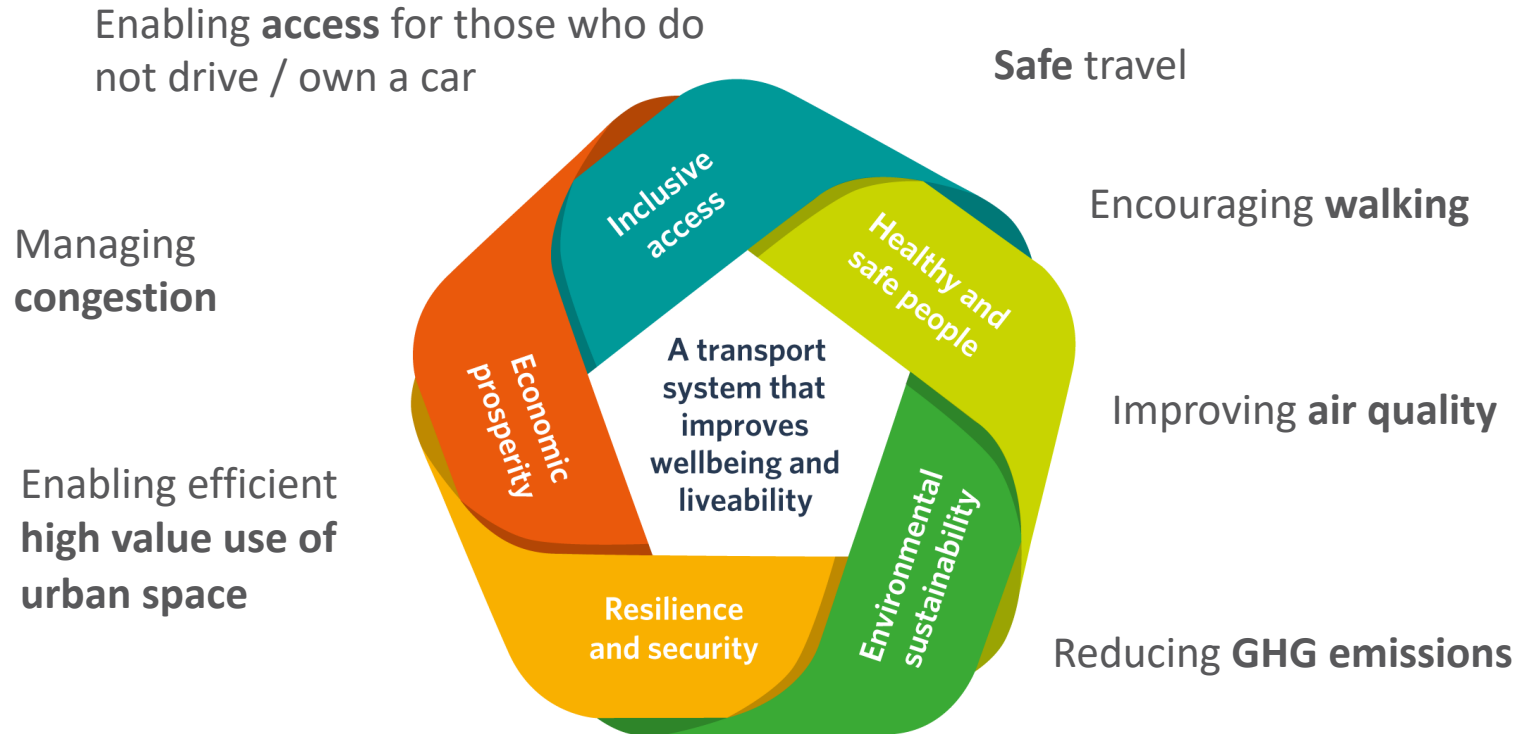 Enabling access for those who do
not drive / own a car
Safe travel
Encouraging walking
Improving air quality
Reducing GHG emissions
Managing
congestion
Enabling efficient
high value use of
urban space
Inclusive
access
Healthy and
safe people
Environmental
sustainability
Resilience
and security
Economic
prosperity
A transport
system that
improves
wellbeing and
liveability